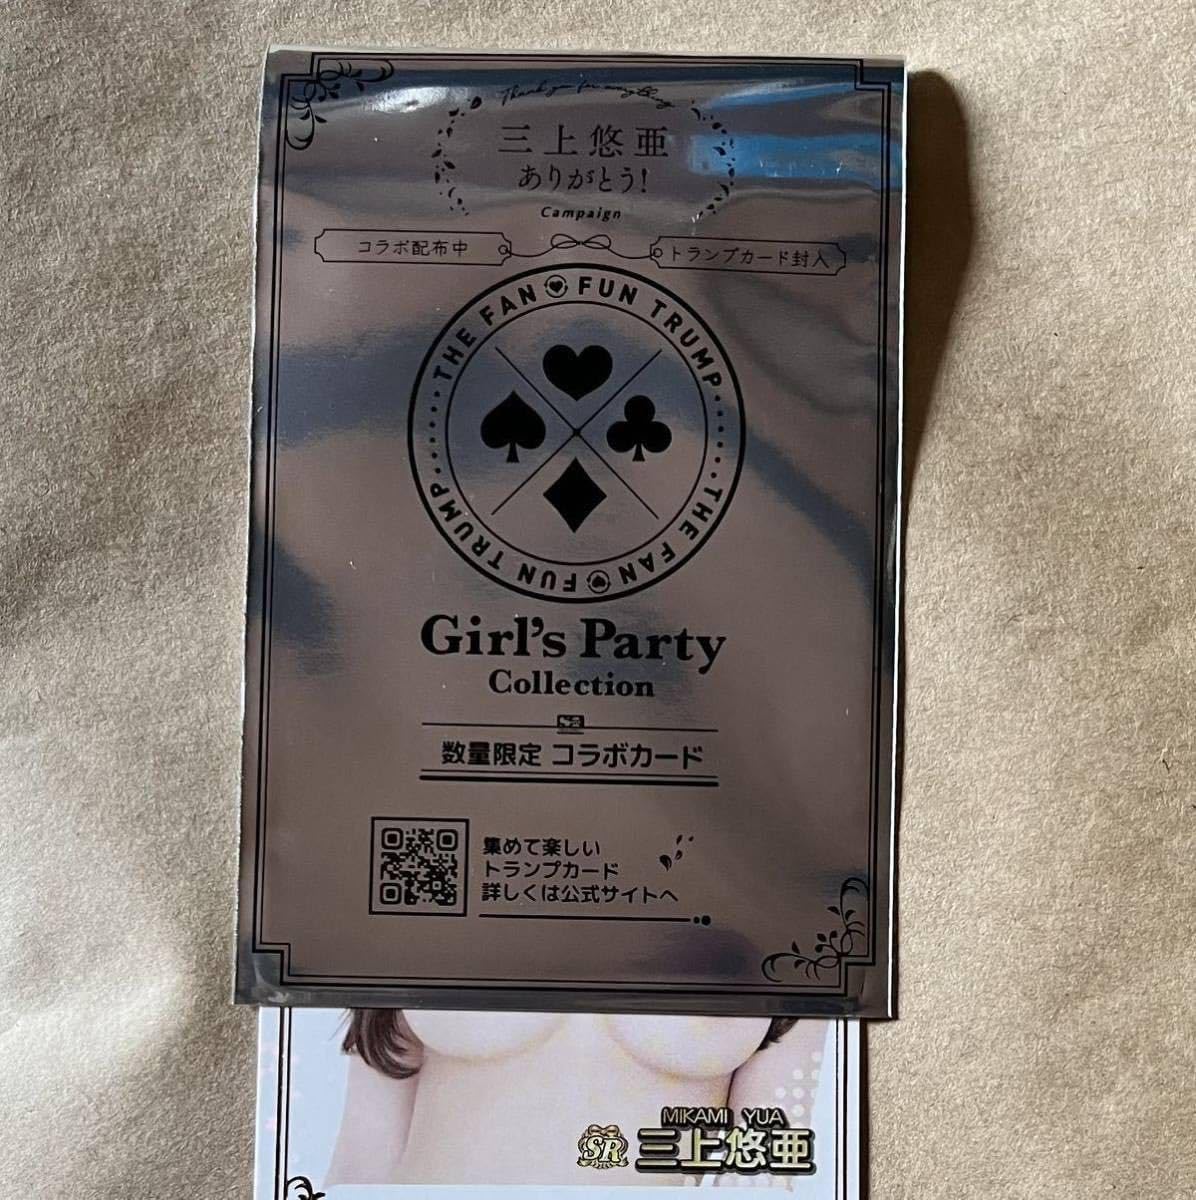 Thank you for everything
三上悠亜
ありがとう!
Campaign
コラボ配布中
トランプカード封入
THE FAN FUN TRUMP
THE FAN FUN TRUMP
Girl's Party
Collection
数量限定 コラボカード
集めて楽しい
トランプカード
詳しくは公式サイトへ
MIKAMI YUA
SR 三上悠亜